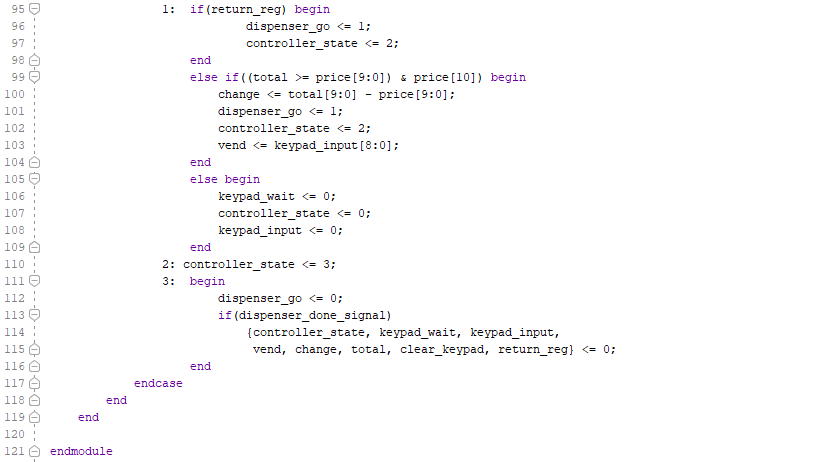 95 1: if(return_reg) begin
96 dispenser_go <= 1;
97 controller_state <= 2;
98 end
99 else if((total >= price[9:0]) & price[10]) begin
100 change <= total[9:0] - price[9:0];
101 dispenser_go <= 1;
102 controller_state <= 2;
103 vend <= keypad_input[8:0];
104 end
105 else begin
106 keypad_wait <= 0;
107 controller_state <= 0;
108 keypad_input <= 0;
109 end
110 2: controller_state <= 3;
111 3: begin
112 dispenser_go <= 0;
113 if(dispenser_done_signal)
114 {controller_state, keypad_wait, keypad_input,
115 vend, change, total, clear_keypad, return_reg} <= 0;
116 end
117 endcase
118 end
119 end
120
121 endmodule